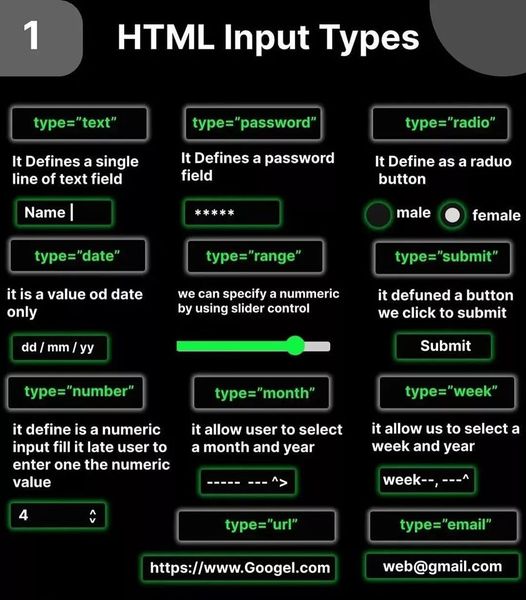 1
HTML Input Types
type="text"
type="password"
type="radio"
It Defines a single
line of text field
It Defines a password
field
It Define as a raduo
button
Name |
*****
male
female
type="date"
type="range"
type="submit"
it is a value od date
only
we can specify a nummeric
by using slider control
it defuned a button
we click to submit
dd / mm / yy
Submit
type="number"
type="month"
type="week"
it define is a numeric
input fill it late user to
enter one the numeric
value
it allow user to select
a month and year
it allow us to select a
week and year
----- --- ^>
week--, ---^
4
type="url"
type="email"
https://www.Googel.com
web@gmail.com